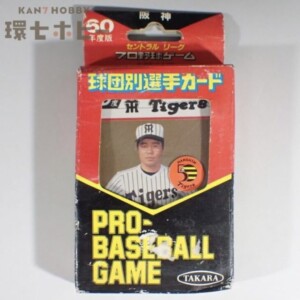 KAN7 HOBBY
環七ホビー
阪神
60
年度版
セントラル リーグ
プロ野球ゲーム
球団別選手カード
Tigers
Tigers
PRO-
BASEBALL
GAME
TAKARA